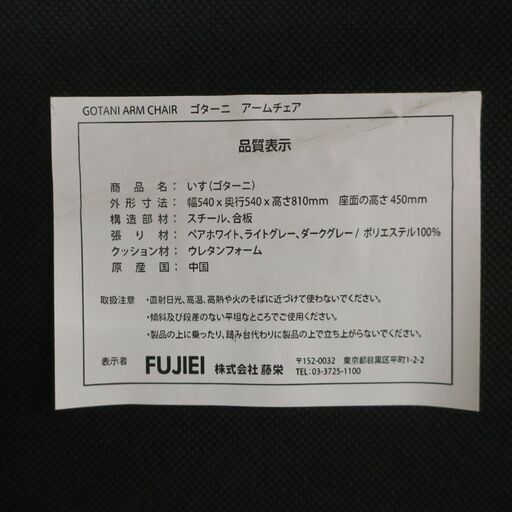 GOTANI ARM CHAIR ゴターニ アームチェア
品質表示
商品名：いす（ゴターニ）
外形寸法：幅540 x 奥行540 x 高さ810mm 座面の高さ450mm
構造部材：スチール、合板
張り材：ペアホワイト、ライトグレー、ダークグレー / ポリエステル100%
クッション材：ウレタンフォーム
原産国：中国
取扱注意 ・直射日光、高温、高熱や火のそばに近づけて使わないでください。
・傾斜及び段差のない平坦なところでご使用ください。
・製品の上に乗ったり、踏み台代わりに製品の上で立ち上がらないでください。
表示者 FUJIEI 株式会社 藤栄 〒152-0032 東京都目黒区平町1-2-2
TEL: 03-3725-1100